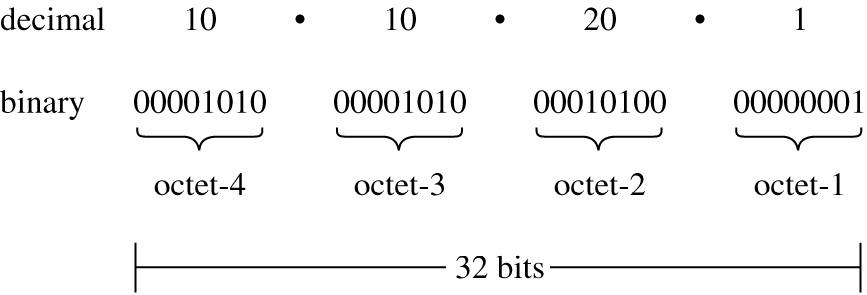 decimal 10 • 10 • 20 • 1
binary 00001010 00001010 00010100 00000001
octet-4 octet-3 octet-2 octet-1
32 bits